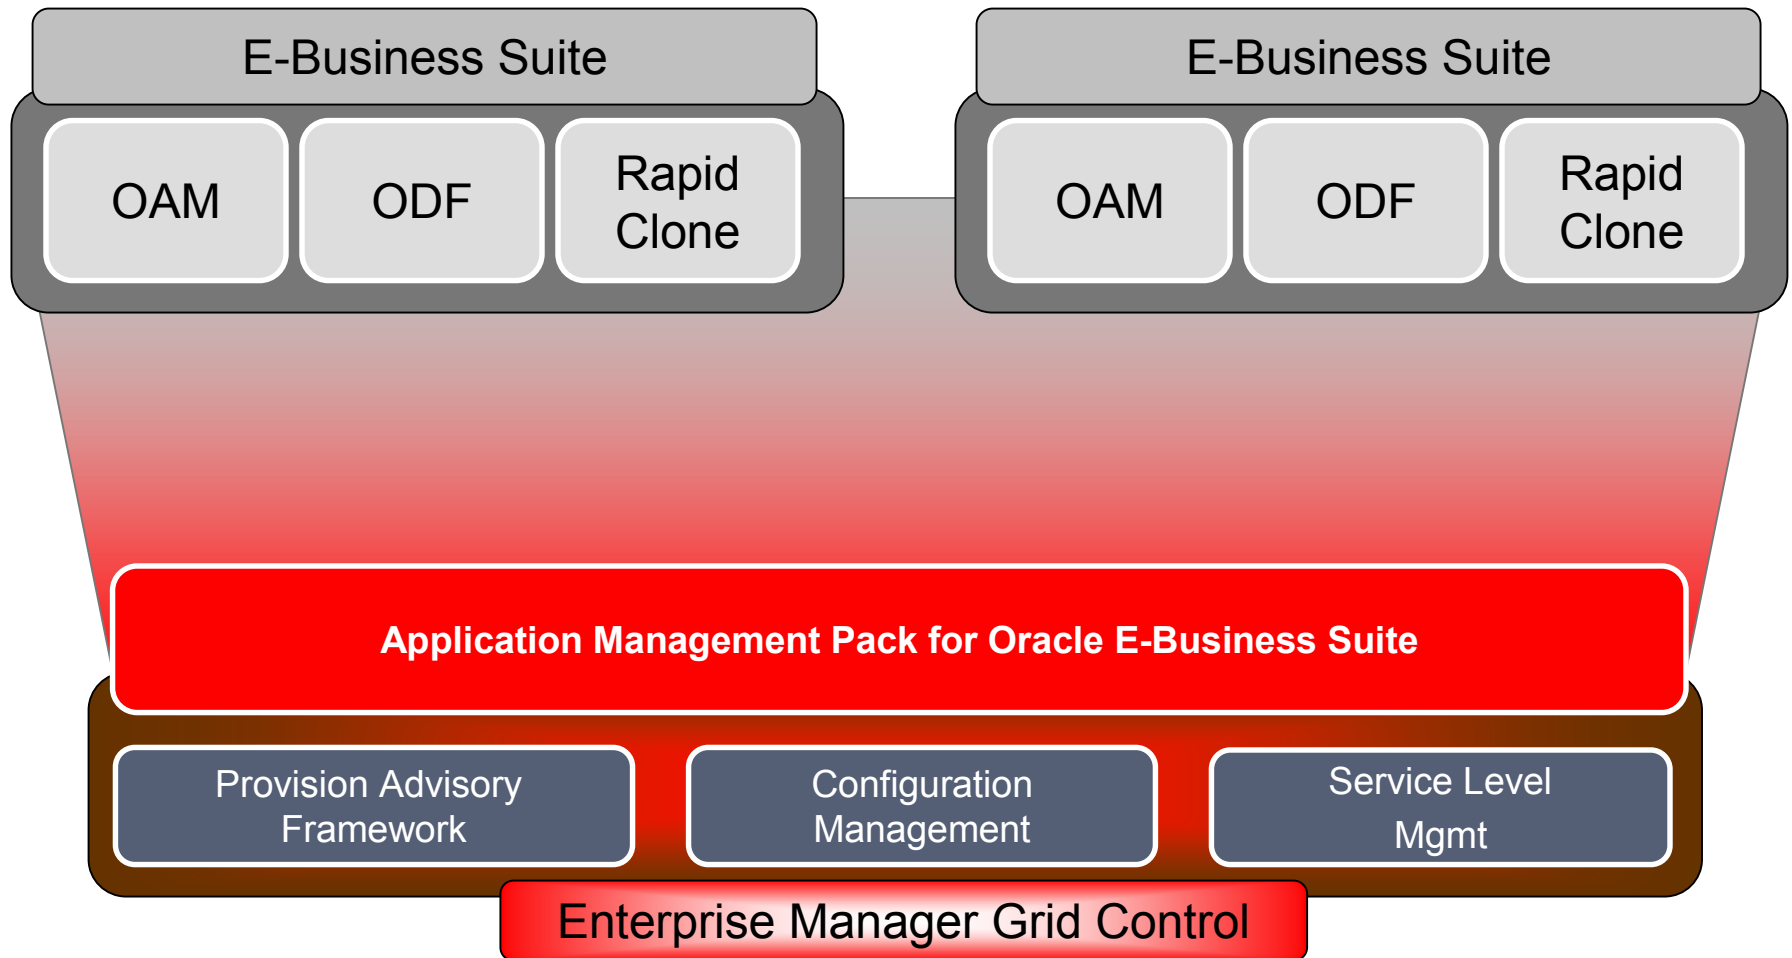 E-Business Suite
OAM
ODF
Rapid
Clone
E-Business Suite
OAM
ODF
Rapid
Clone
Application Management Pack for Oracle E-Business Suite
Provision Advisory
Framework
Configuration
Management
Service Level
Mgmt
Enterprise Manager Grid Control